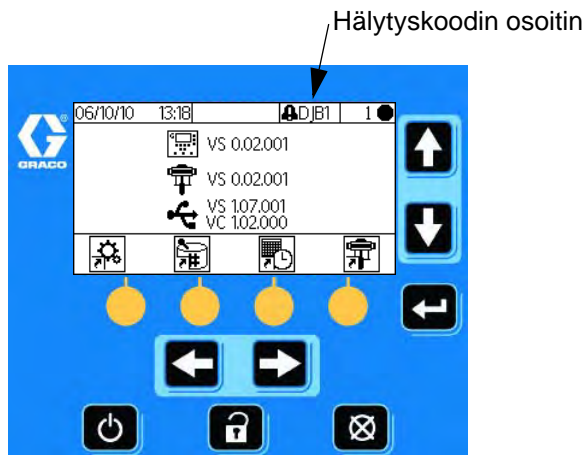 Hälytyskoodin osoitin
06/10/10 13:18 DJB1 1
GRACO
VS 0.02.001
VS 0.02.001
VS 1.07.001
VC 1.02.000
#